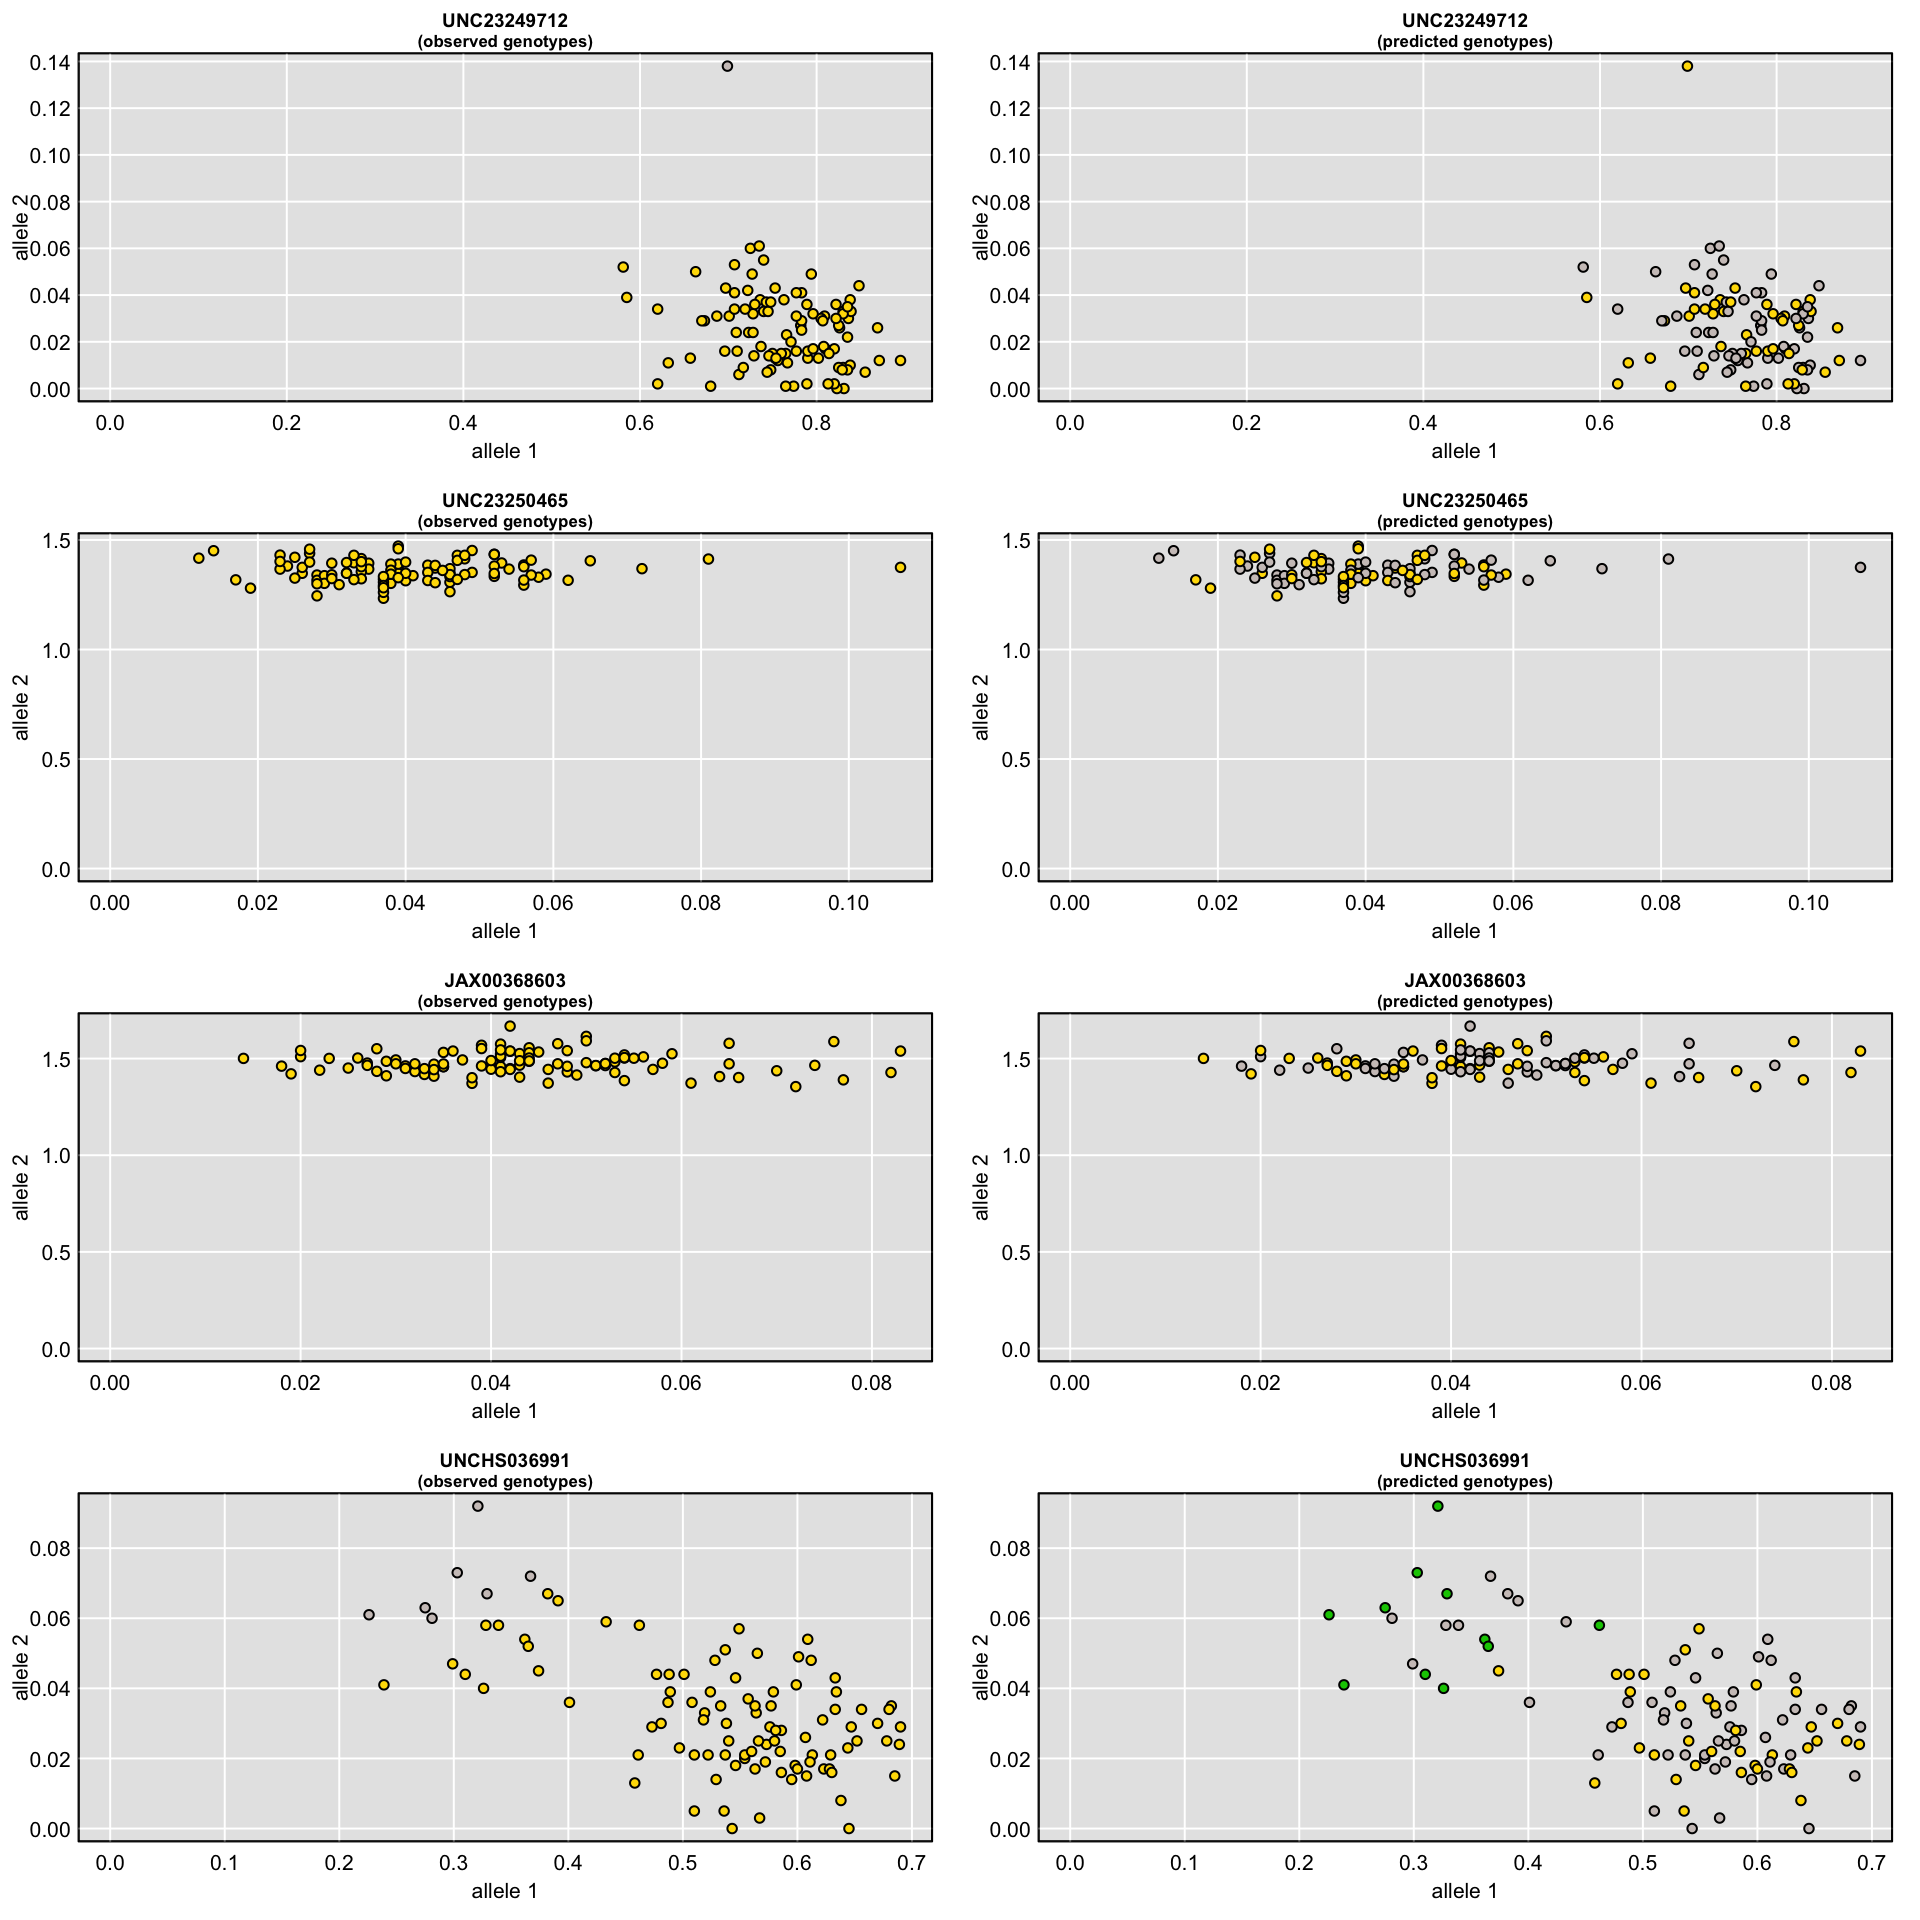 UNC23249712
(observed genotypes)
0.14
0.12
0.10
0.08
0.06
0.04
0.02
0.00
allele 2
0.0 0.2 0.4 0.6 0.8
allele 1
UNC23249712
(predicted genotypes)
0.14
0.12
0.10
0.08
0.06
0.04
0.02
0.00
allele 2
0.0 0.2 0.4 0.6 0.8
allele 1
UNC23250465
(observed genotypes)
1.5
1.0
0.5
0.0
allele 2
0.00 0.02 0.04 0.06 0.08 0.10
allele 1
UNC23250465
(predicted genotypes)
1.5
1.0
0.5
0.0
allele 2
0.00 0.02 0.04 0.06 0.08 0.10
allele 1
JAX00368603
(observed genotypes)
1.5
1.0
0.5
0.0
allele 2
0.00 0.02 0.04 0.06 0.08
allele 1
JAX00368603
(predicted genotypes)
1.5
1.0
0.5
0.0
allele 2
0.00 0.02 0.04 0.06 0.08
allele 1
UNCHS036991
(observed genotypes)
0.08
0.06
0.04
0.02
0.00
allele 2
0.0 0.1 0.2 0.3 0.4 0.5 0.6 0.7
allele 1
UNCHS036991
(predicted genotypes)
0.08
0.06
0.04
0.02
0.00
allele 2
0.0 0.1 0.2 0.3 0.4 0.5 0.6 0.7
allele 1